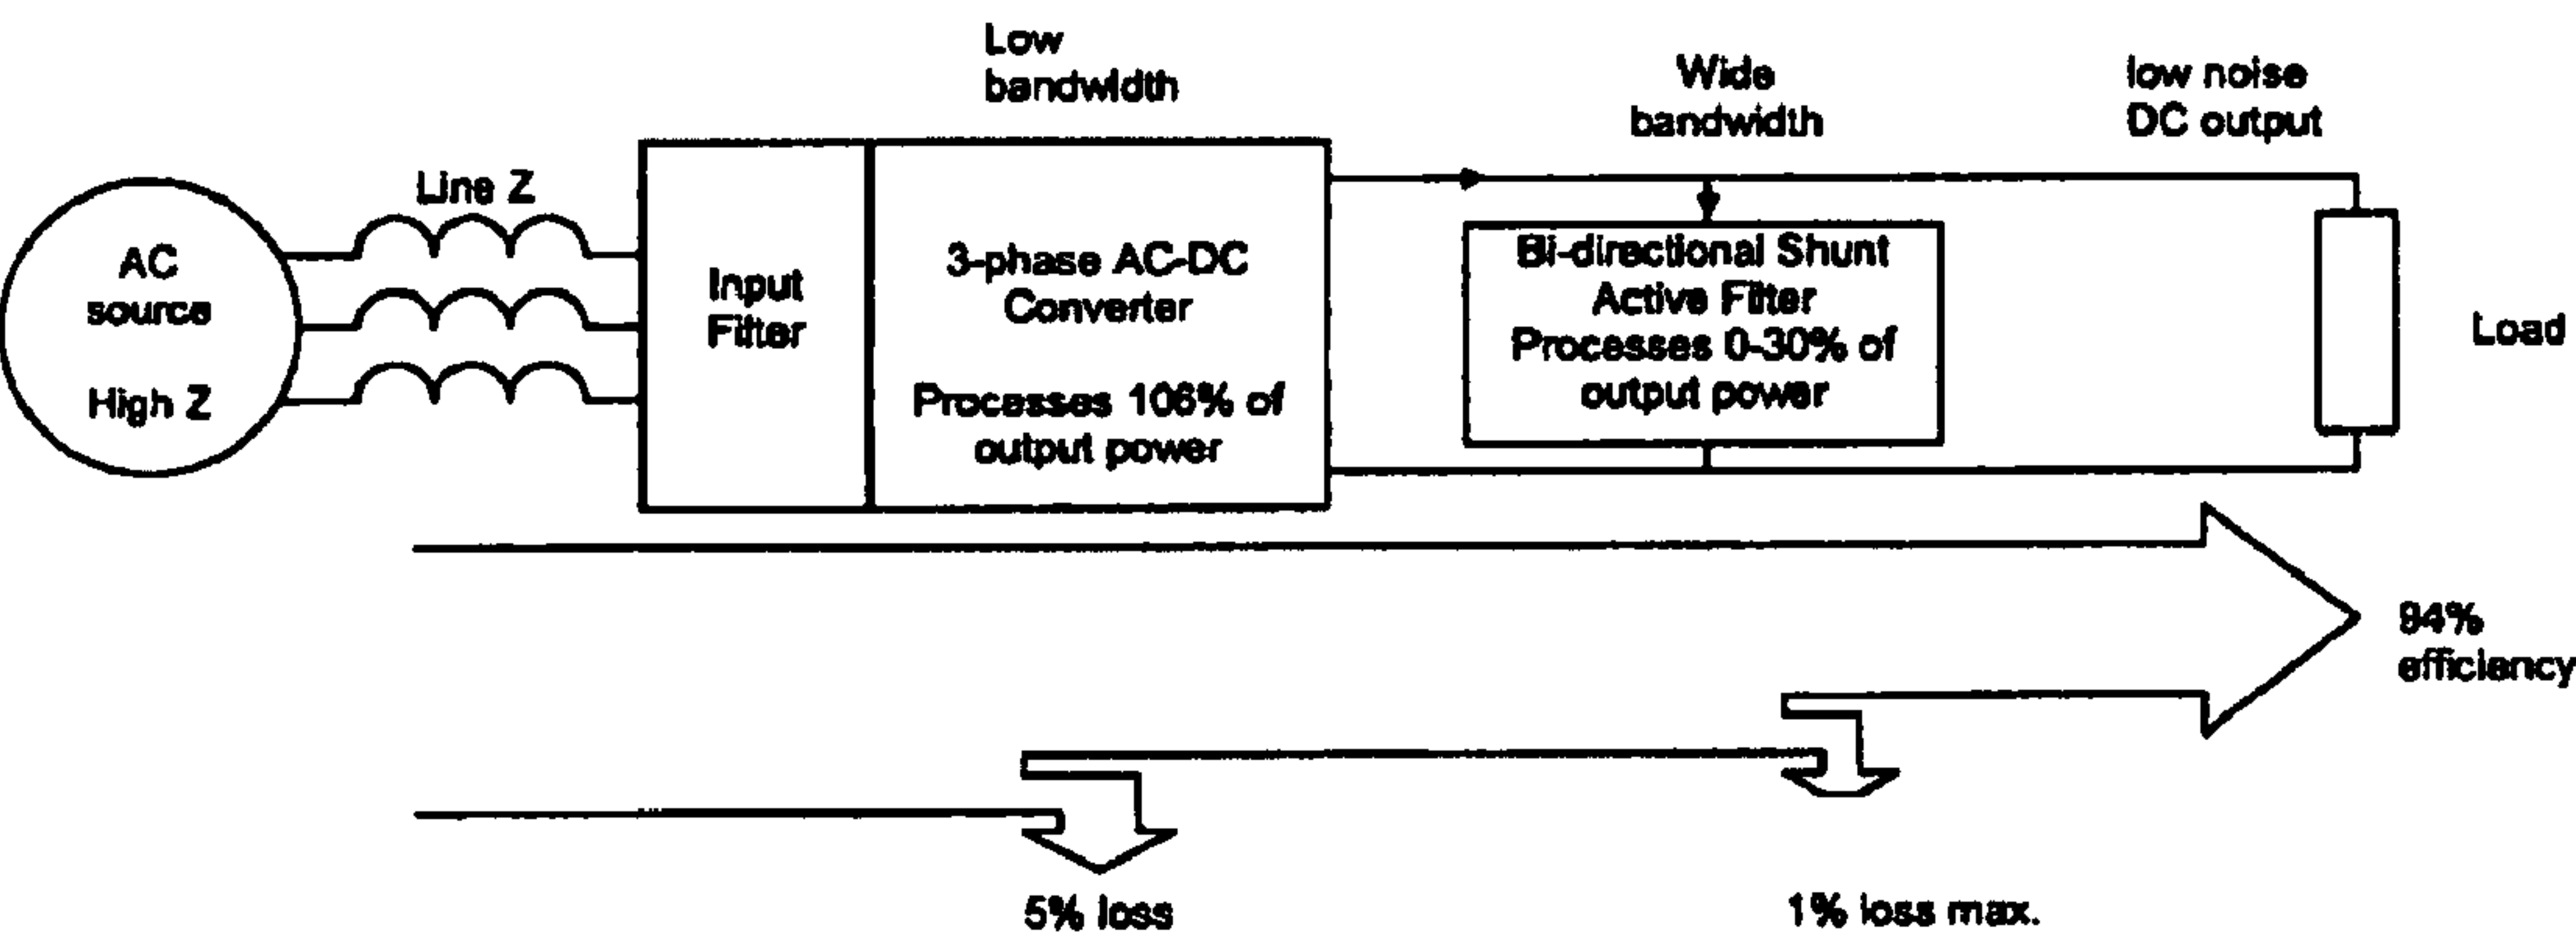 Low
bandwidth
Wide
bandwidth
low noise
DC output
Line Z
AC
source
High Z
Input
Filter
3-phase AC-DC
Converter
Processes 106% of
output power
Bi-directional Shunt
Active Filter
Processes 0-30% of
output power
Load
94%
efficiency
5% loss
1% loss max.